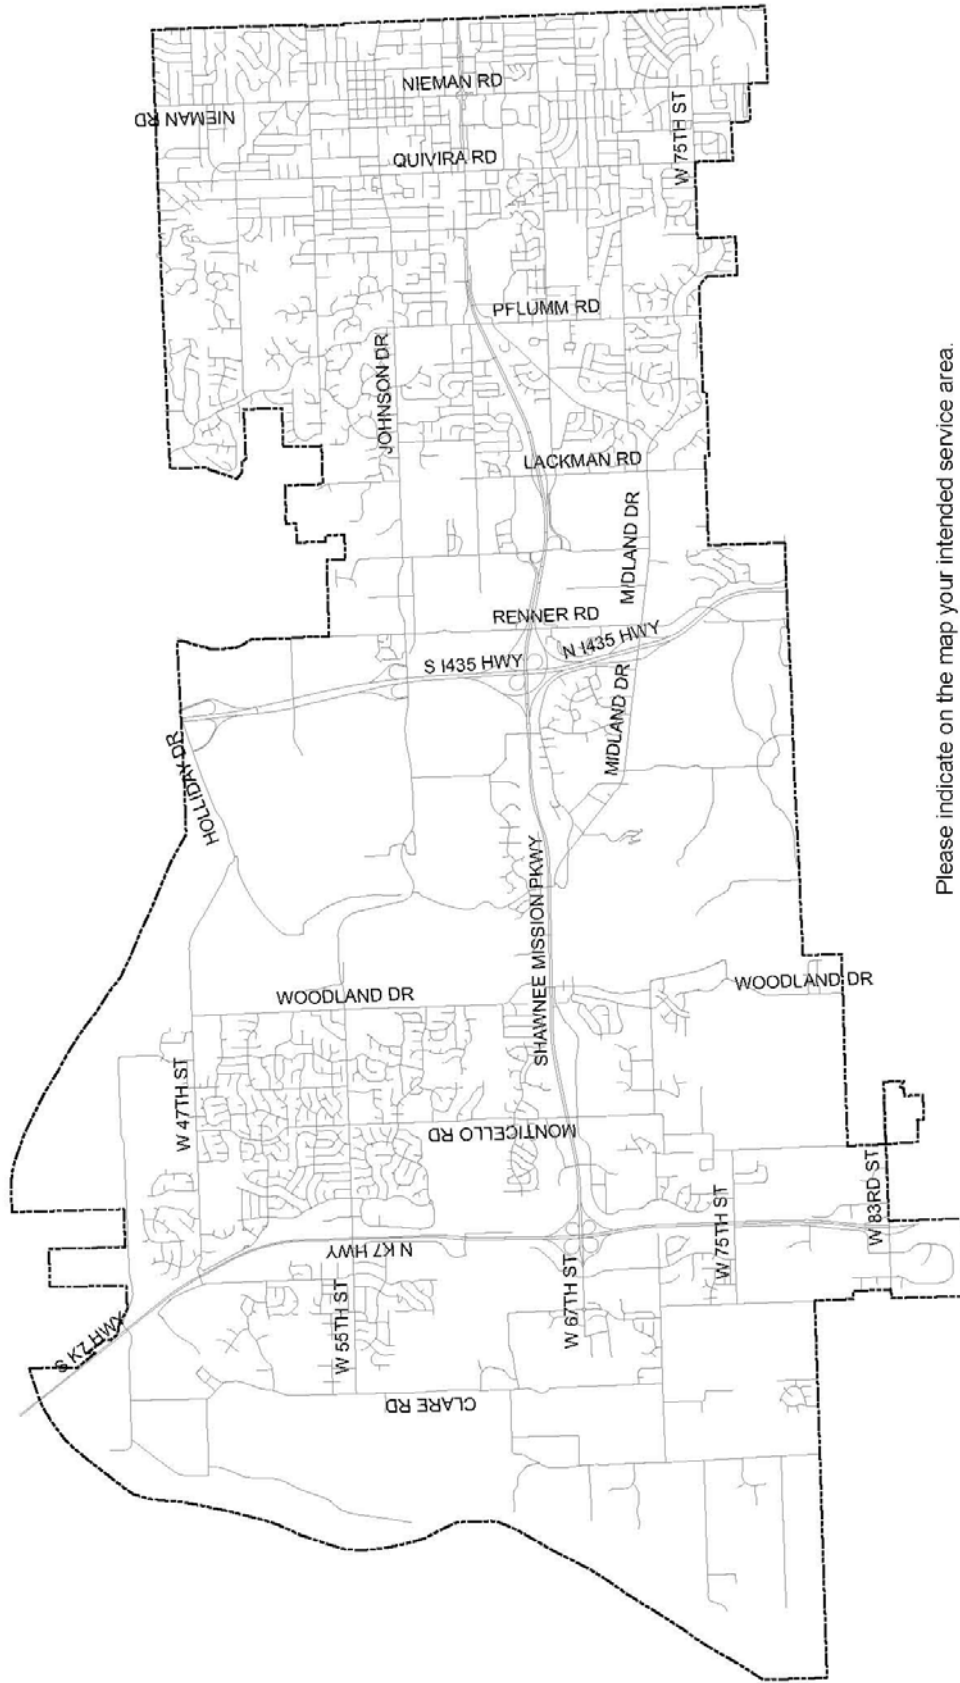 NIEMAN RD
NIEMAN RD
QUIVIRA RD
W 75TH ST
PFLUMM RD
JOHNSON DR
LACKMAN RD
MIDLAND DR
RENNER RD
N I435 HWY
S I435 HWY
MIDLAND DR
HOLLIDAY DR
SHAWNEE MISSION PKWY
WOODLAND DR
WOODLAND DR
W 47TH ST
MONTICELLO RD
W 83RD ST
W 75TH ST
N K7 HWY
W 67TH ST
W 55TH ST
S K7 HWY
CLARE RD
Please indicate on the map your intended service area.